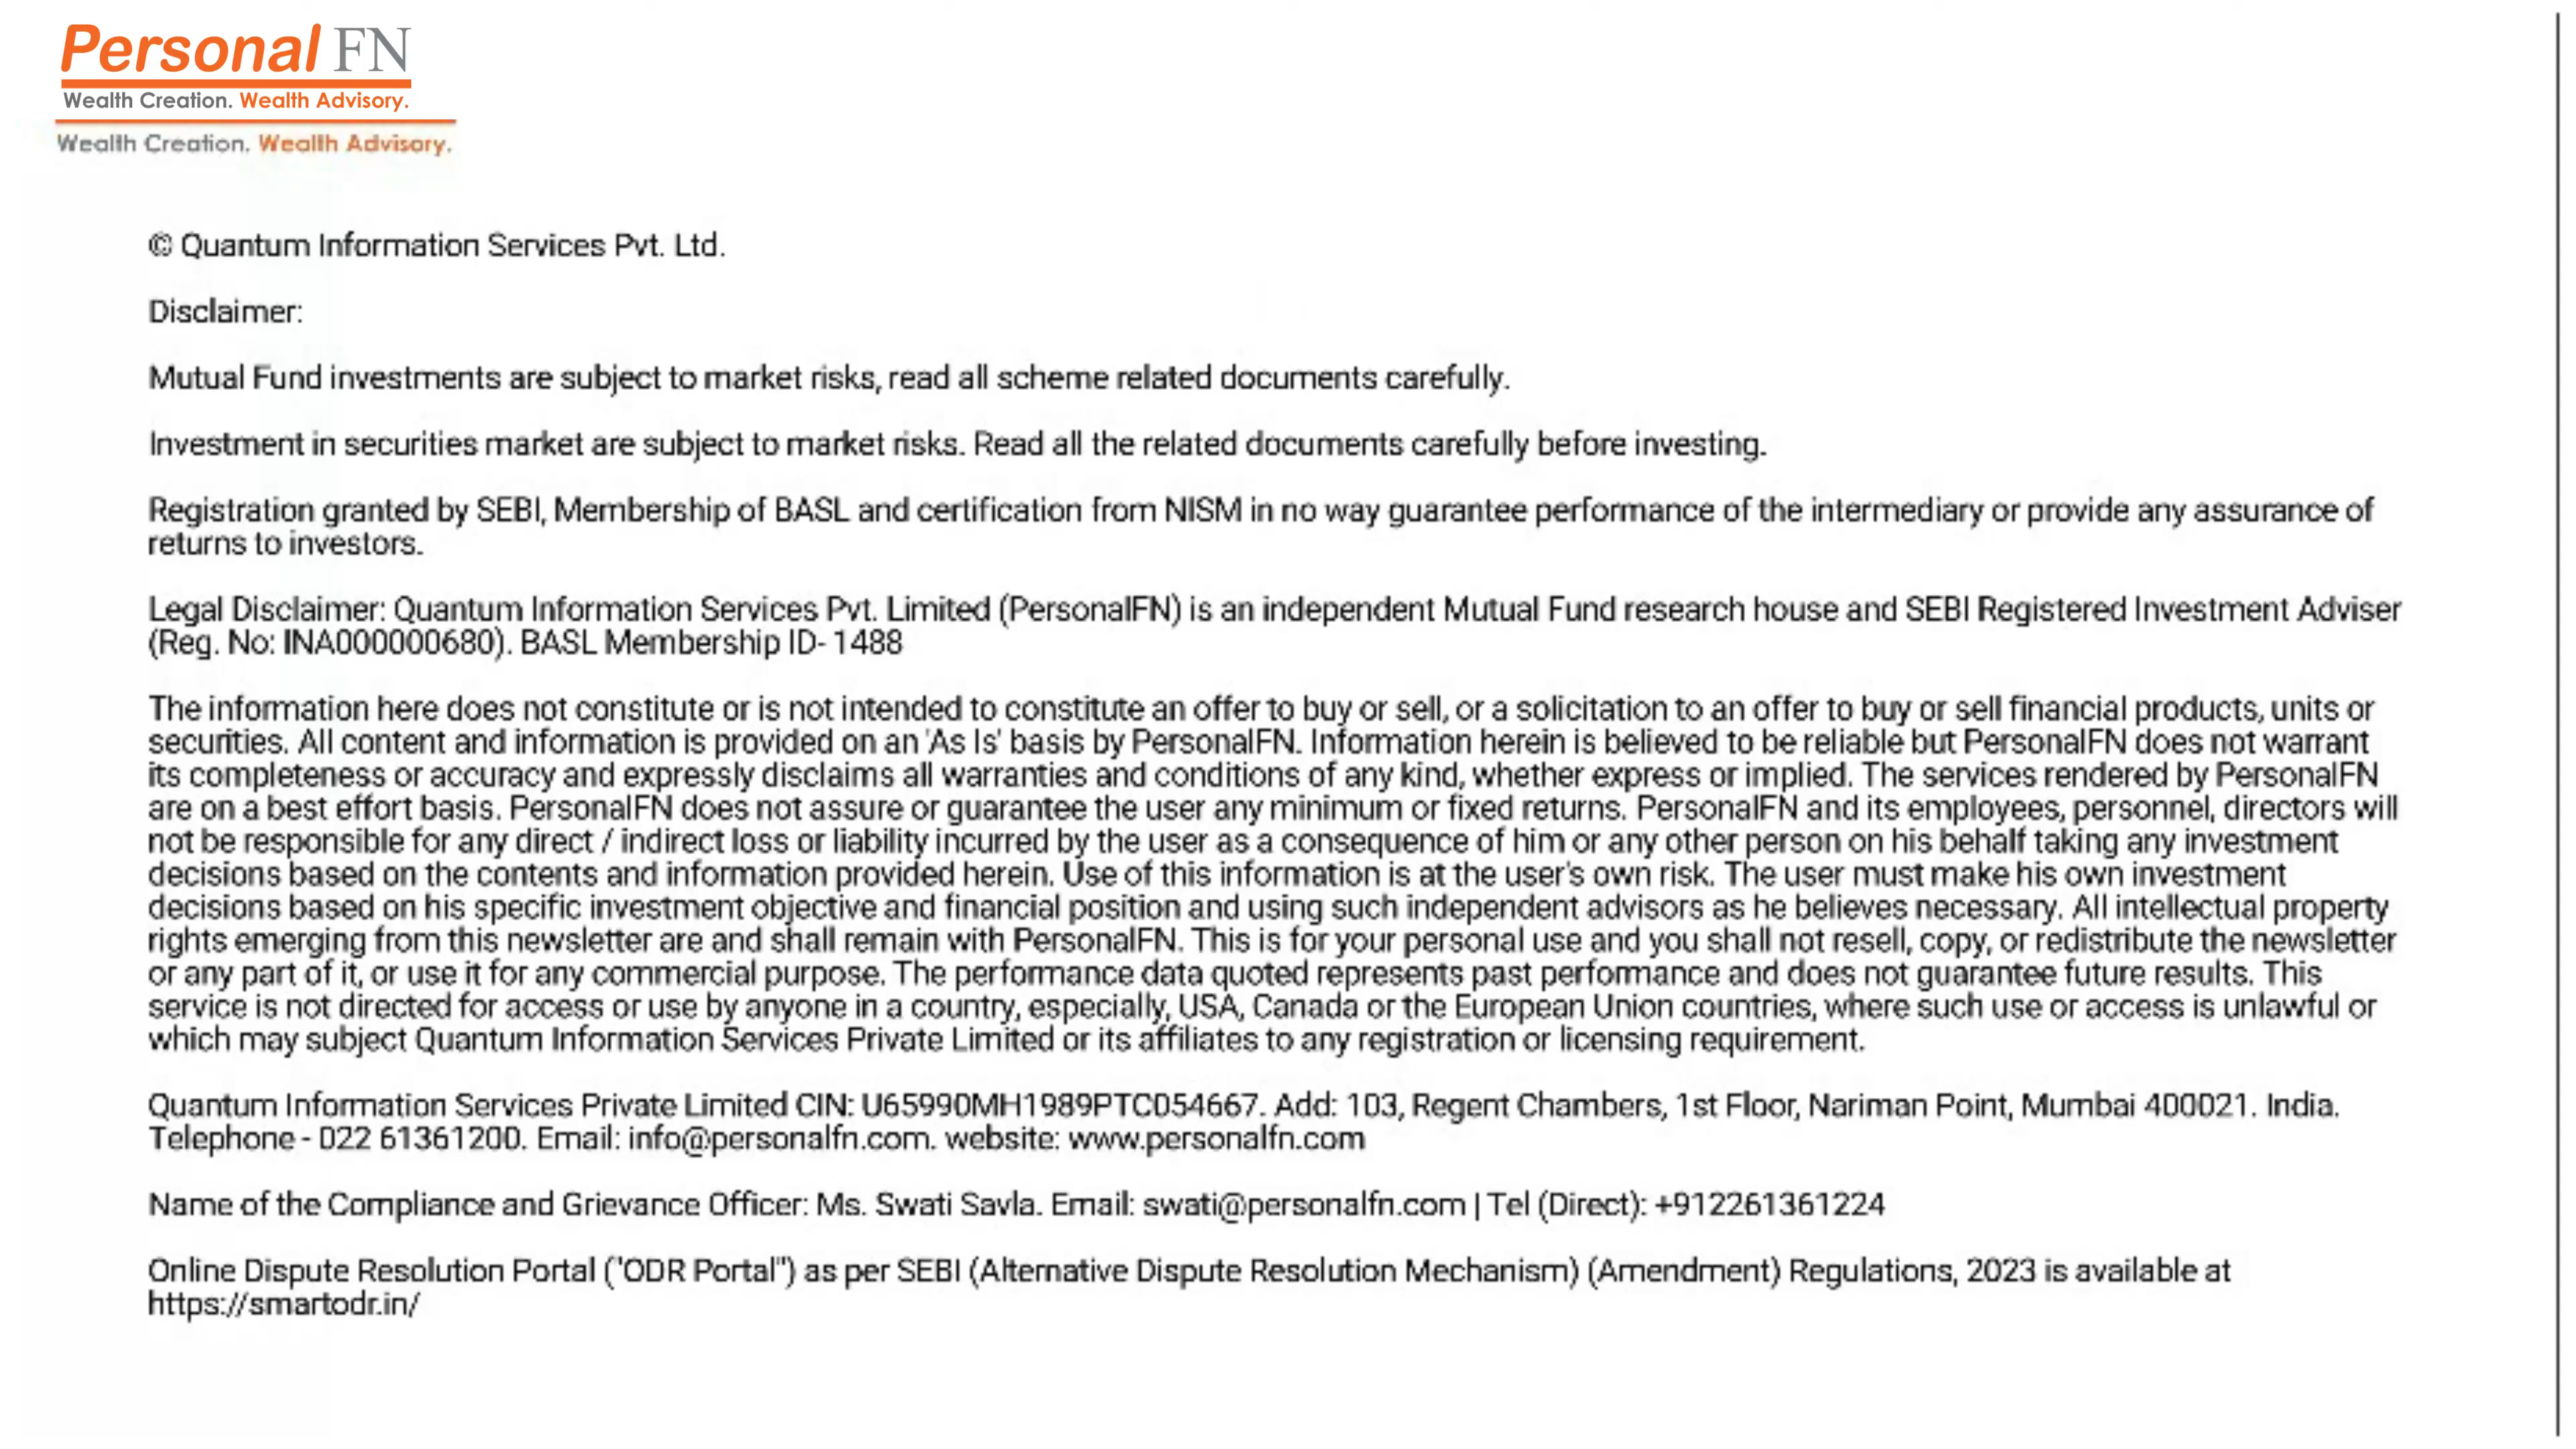 Personal FN
Wealth Creation. Wealth Advisory.
Wealth Creation. Wealth Advisory.
© Quantum Information Services Pvt. Ltd.
Disclaimer:
Mutual Fund investments are subject to market risks, read all scheme related documents carefully.
Investment in securities market are subject to market risks. Read all the related documents carefully before investing.
Registration granted by SEBI, Membership of BASL and certification from NISM in no way guarantee performance of the intermediary or provide any assurance of
returns to investors.
Legal Disclaimer: Quantum Information Services Pvt. Limited (PersonalFN) is an independent Mutual Fund research house and SEBI Registered Investment Adviser
(Reg. No: INA000000680). BASL Membership ID- 1488
The information here does not constitute or is not intended to constitute an offer to buy or sell, or a solicitation to an offer to buy or sell financial products, units or
securities. All content and information is provided on an 'As Is' basis by PersonalFN. Information herein is believed to be reliable but PersonalFN does not warrant
its completeness or accuracy and expressly disclaims all warranties and conditions of any kind, whether express or implied. The services rendered by PersonalFN
are on a best effort basis. PersonalFN does not assure or guarantee the user any minimum or fixed returns. PersonalFN and its employees, personnel, directors will
not be responsible for any direct / indirect loss or liability incurred by the user as a consequence of him or any other person on his behalf taking any investment
decisions based on the contents and information provided herein. Use of this information is at the user's own risk. The user must make his own investment
decisions based on his specific investment objective and financial position and using such independent advisors as he believes necessary. All intellectual property
rights emerging from this newsletter are and shall remain with PersonalFN. This is for your personal use and you shall not resell, copy, or redistribute the newsletter
or any part of it, or use it for any commercial purpose. The performance data quoted represents past performance and does not guarantee future results. This
service is not directed for access or use by anyone in a country, especially, USA, Canada or the European Union countries, where such use or access is unlawful or
which may subject Quantum Information Services Private Limited or its affiliates to any registration or licensing requirement.
Quantum Information Services Private Limited CIN: U65990MH1989PTC054667. Add: 103, Regent Chambers, 1st Floor, Nariman Point, Mumbai 400021. India.
Telephone - 022 61361200. Email: info@personalfn.com. website: www.personalfn.com
Name of the Compliance and Grievance Officer: Ms. Swati Savla. Email: swati@personalfn.com | Tel (Direct): +912261361224
Online Dispute Resolution Portal ("ODR Portal") as per SEBI (Alternative Dispute Resolution Mechanism) (Amendment) Regulations, 2023 is available at
https://smartodr.in/